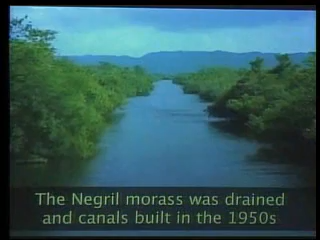 The Negril morass was drained
and canals built in the 1950s